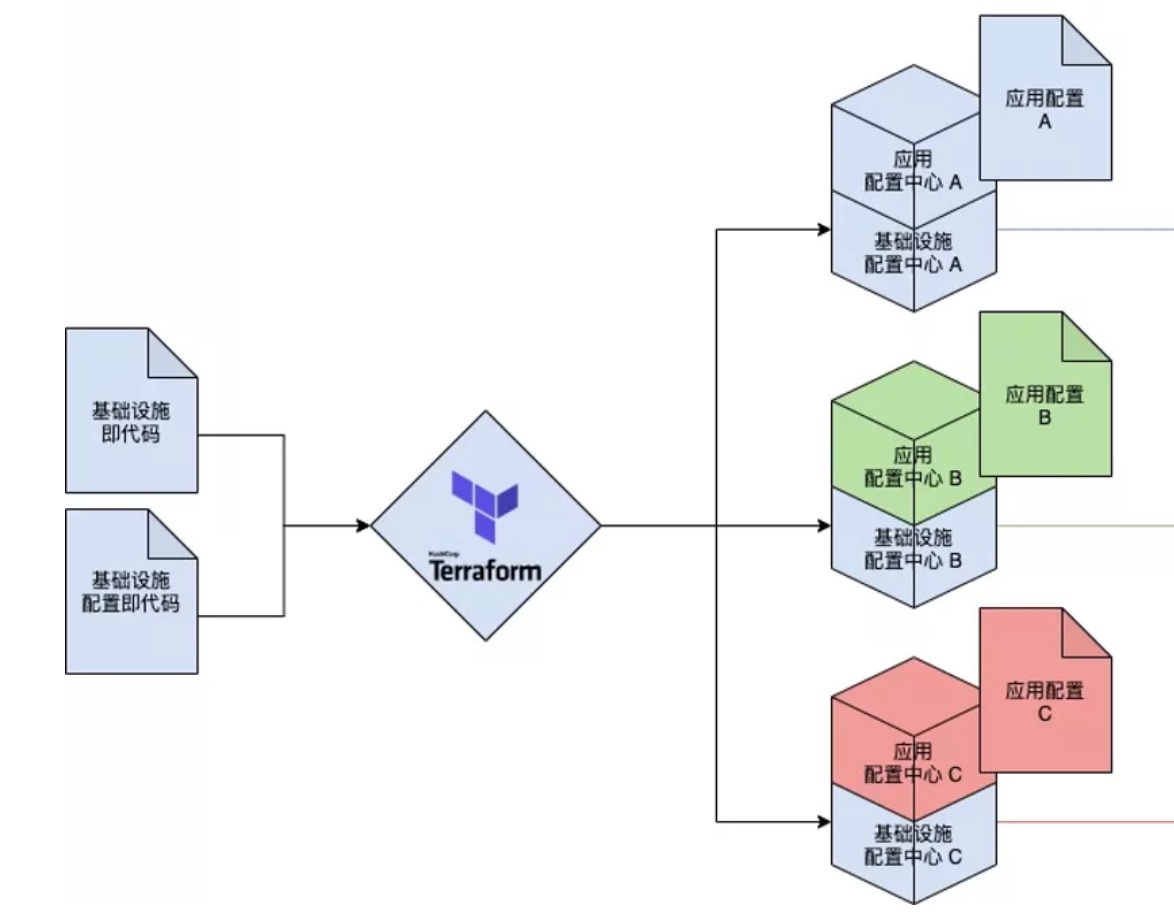 应用配置
A
应用
配置中心 A
基础设施
配置中心 A
基础设施
即代码
基础设施
配置即代码
HashiCorp
Terraform
应用配置
B
应用
配置中心 B
基础设施
配置中心 B
应用配置
C
应用
配置中心 C
基础设施
配置中心 C